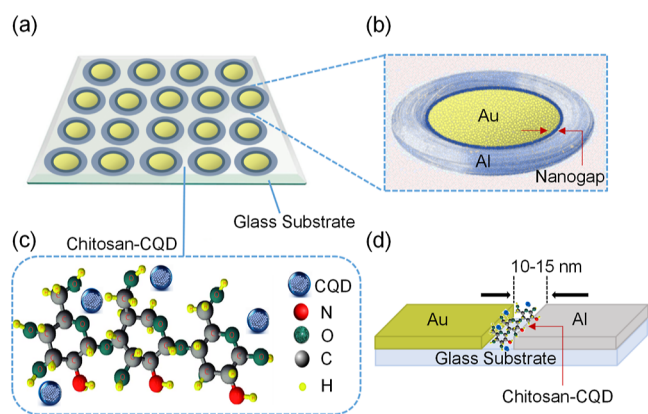 (a)
(b)
Au
Al
Nanogap
Glass Substrate
Chitosan-CQD
(c)
CQD
N
O
C
H
(d)
10-15 nm
Au
Al
Glass Substrate
Chitosan-CQD